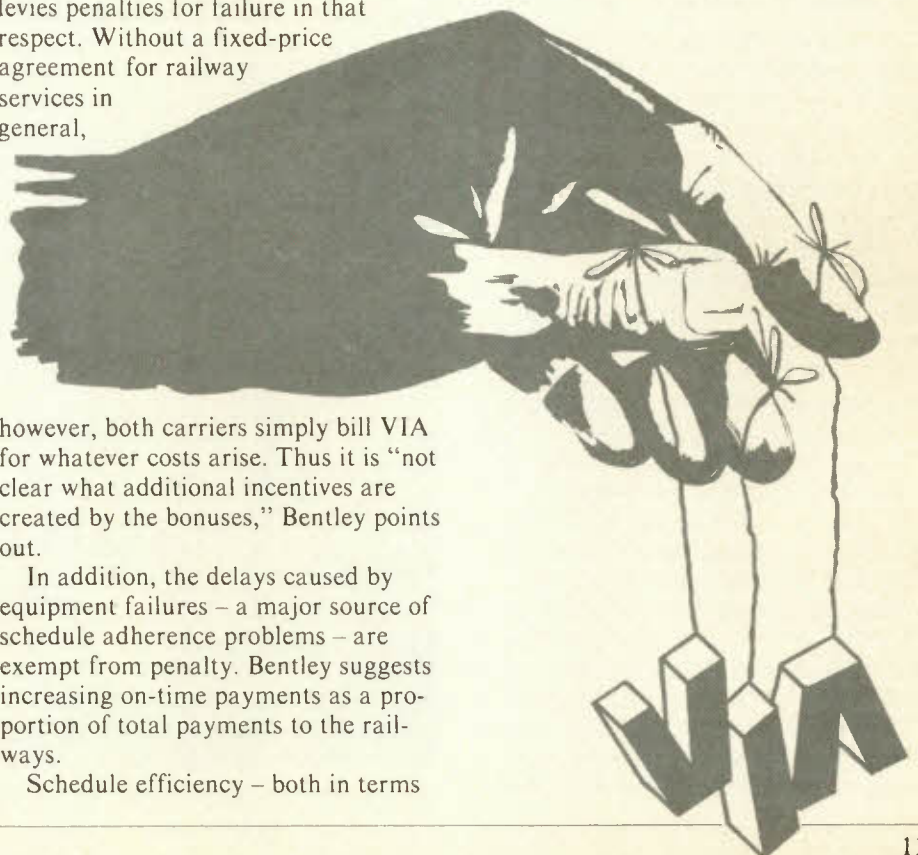 levies penalties for failure in that
respect. Without a fixed-price
agreement for railway
services in
general,
however, both carriers simply bill VIA
for whatever costs arise. Thus it is “not
clear what additional incentives are
created by the bonuses,” Bentley points
out.
In addition, the delays caused by
equipment failures – a major source of
schedule adherence problems – are
exempt from penalty. Bentley suggests
increasing on-time payments as a pro-
portion of total payments to the rail-
ways.
Schedule efficiency – both in terms
VIA